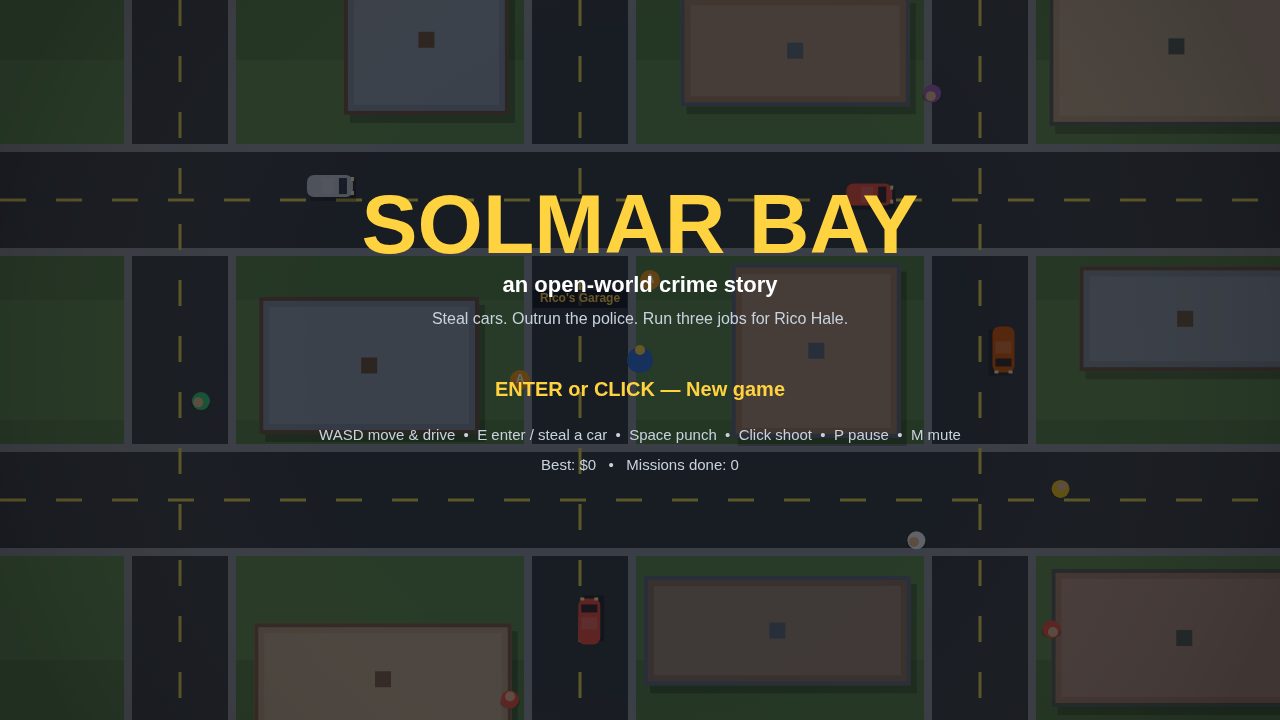 SOLMAR BAY
an open-world crime story
Rico's Garage
Steal cars. Outrun the police. Run three jobs for Rico Hale.
A
ENTER or CLICK — New game
WASD move & drive • E enter / steal a car • Space punch • Click shoot • P pause • M mute
Best: $0 • Missions done: 0